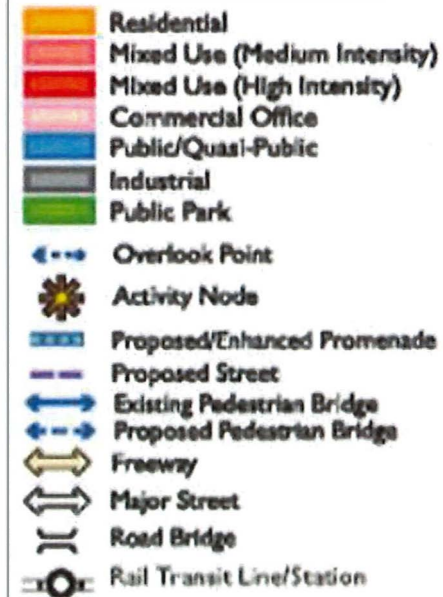 Residential
Mixed Use (Medium Intensity)
Mixed Use (High Intensity)
Commercial Office
Public/Quasi-Public
Industrial
Public Park
Overlook Point
Activity Node
Proposed/Enhanced Promenade
Proposed Street
Existing Pedestrian Bridge
Proposed Pedestrian Bridge
Freeway
Major Street
Road Bridge
Rail Transit Line/Station